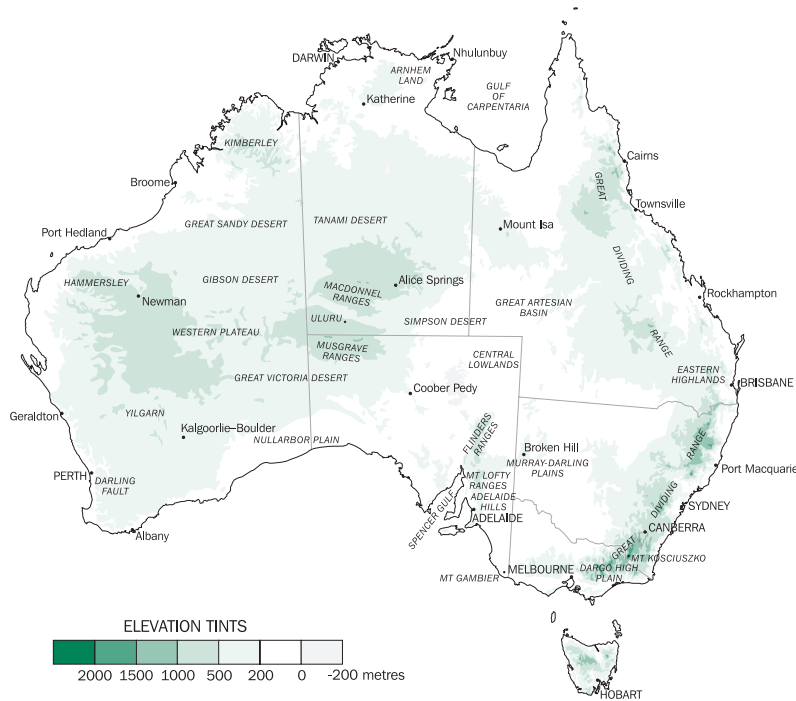 DARWIN
Nhulunbuy
ARNHEM
LAND
Katherine
GULF
OF
CARPENTARIA
KIMBERLEY
Cairns
Broome
GREAT
Townsville
GREAT SANDY DESERT
TANAMI DESERT
Mount Isa
Port Hedland
DIVIDING
HAMMERSLEY
GIBSON DESERT
MACDONNEL
RANGES
Alice Springs
Newman
Rockhampton
GREAT ARTESIAN
BASIN
ULURU
SIMPSON DESERT
WESTERN PLATEAU
RANGE
MUSGRAVE
RANGES
CENTRAL
LOWLANDS
GREAT VICTORIA DESERT
EASTERN
HIGHLANDS
BRISBANE
Coober Pedy
Geraldton
YILGARN
Kalgoorlie–Boulder
NULLARBOR PLAIN
FLINDERS
RANGES
Broken Hill
MURRAY-DARLING
PLAINS
RANGE
Port Macquarie
PERTH
DARLING
FAULT
MT LOFTY
RANGES
ADELAIDE
HILLS
SPENCER GULF
ADELAIDE
DIVIDING
SYDNEY
Albany
CANBERRA
GREAT
MT KOSCIUSZKO
MELBOURNE
DARGO HIGH
PLAIN
MT GAMBIER
ELEVATION TINTS
2000 1500 1000 500 200 0 -200 metres
HOBART